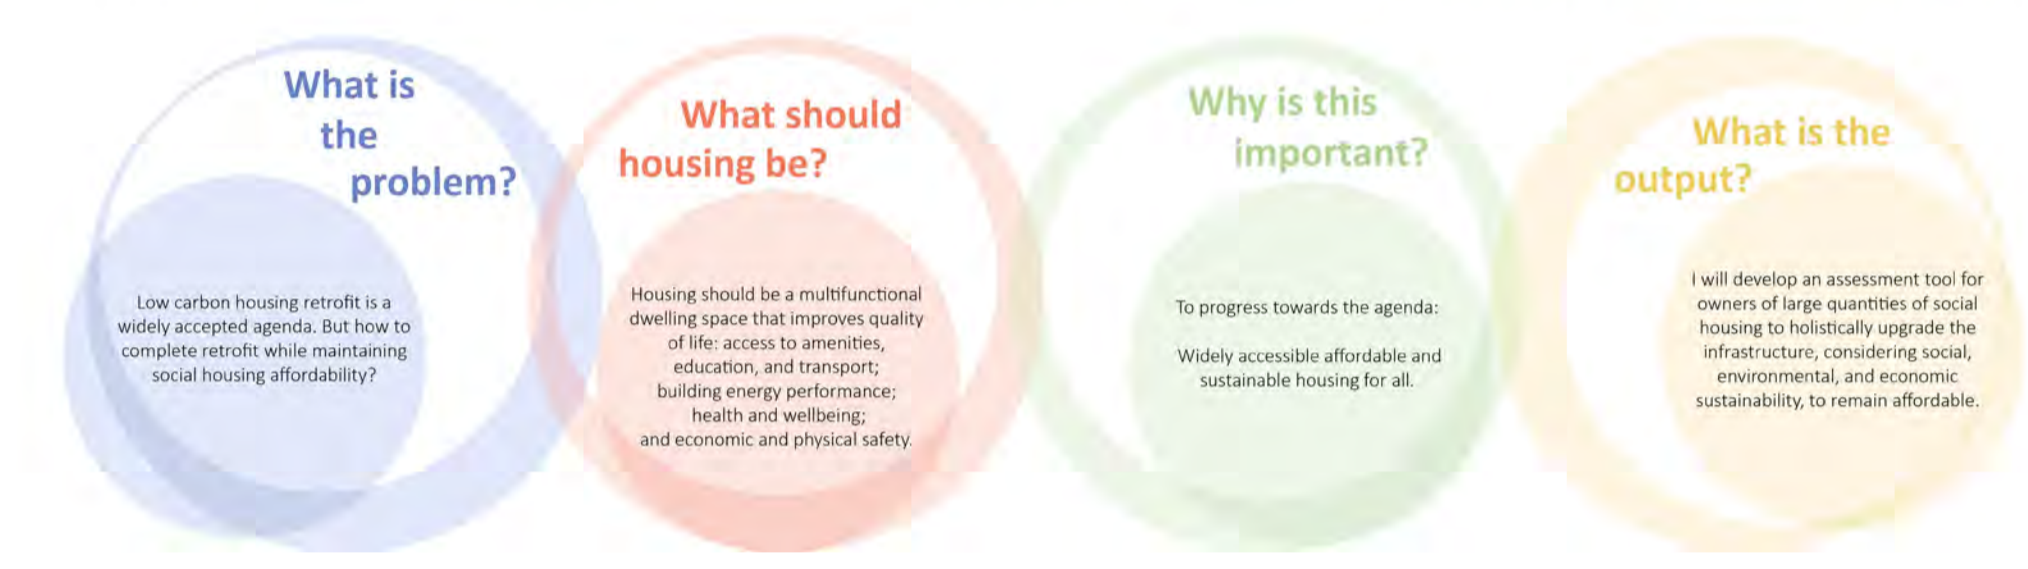 What is
the
problem?
Low carbon housing retrofit is a
widely accepted agenda. But how to
complete retrofit while maintaining
social housing affordability?
What should
housing be?
Housing should be a multifunctional
dwelling space that improves quality
of life: access to amenities,
education, and transport;
building energy performance;
health and wellbeing;
and economic and physical safety.
Why is this
important?
To progress towards the agenda:
Widely accessible affordable and
sustainable housing for all.
What is the
output?
I will develop an assessment tool for
owners of large quantities of social
housing to holistically upgrade the
infrastructure, considering social,
environmental, and economic
sustainability, to remain affordable.